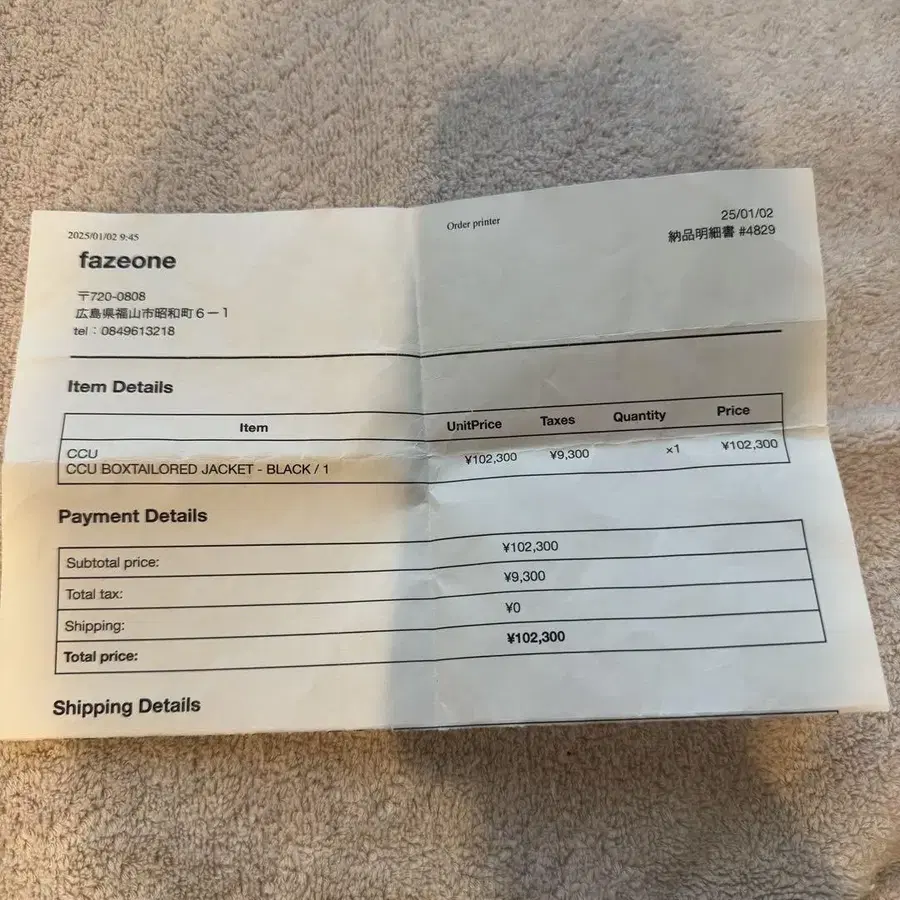 2025/01/02 9:45
Order printer
25/01/02
納品明細書 #4829
fazeone
〒720-0808
広島県福山市昭和町6-1
tel:0849613218
Item Details
Item UnitPrice Taxes Quantity Price
CCU
CCU BOXTAILORED JACKET - BLACK / 1 ¥102,300 ¥9,300 ×1 ¥102,300
Payment Details
Subtotal price: ¥102,300
Total tax: ¥9,300
Shipping: ¥0
Total price: ¥102,300
Shipping Details